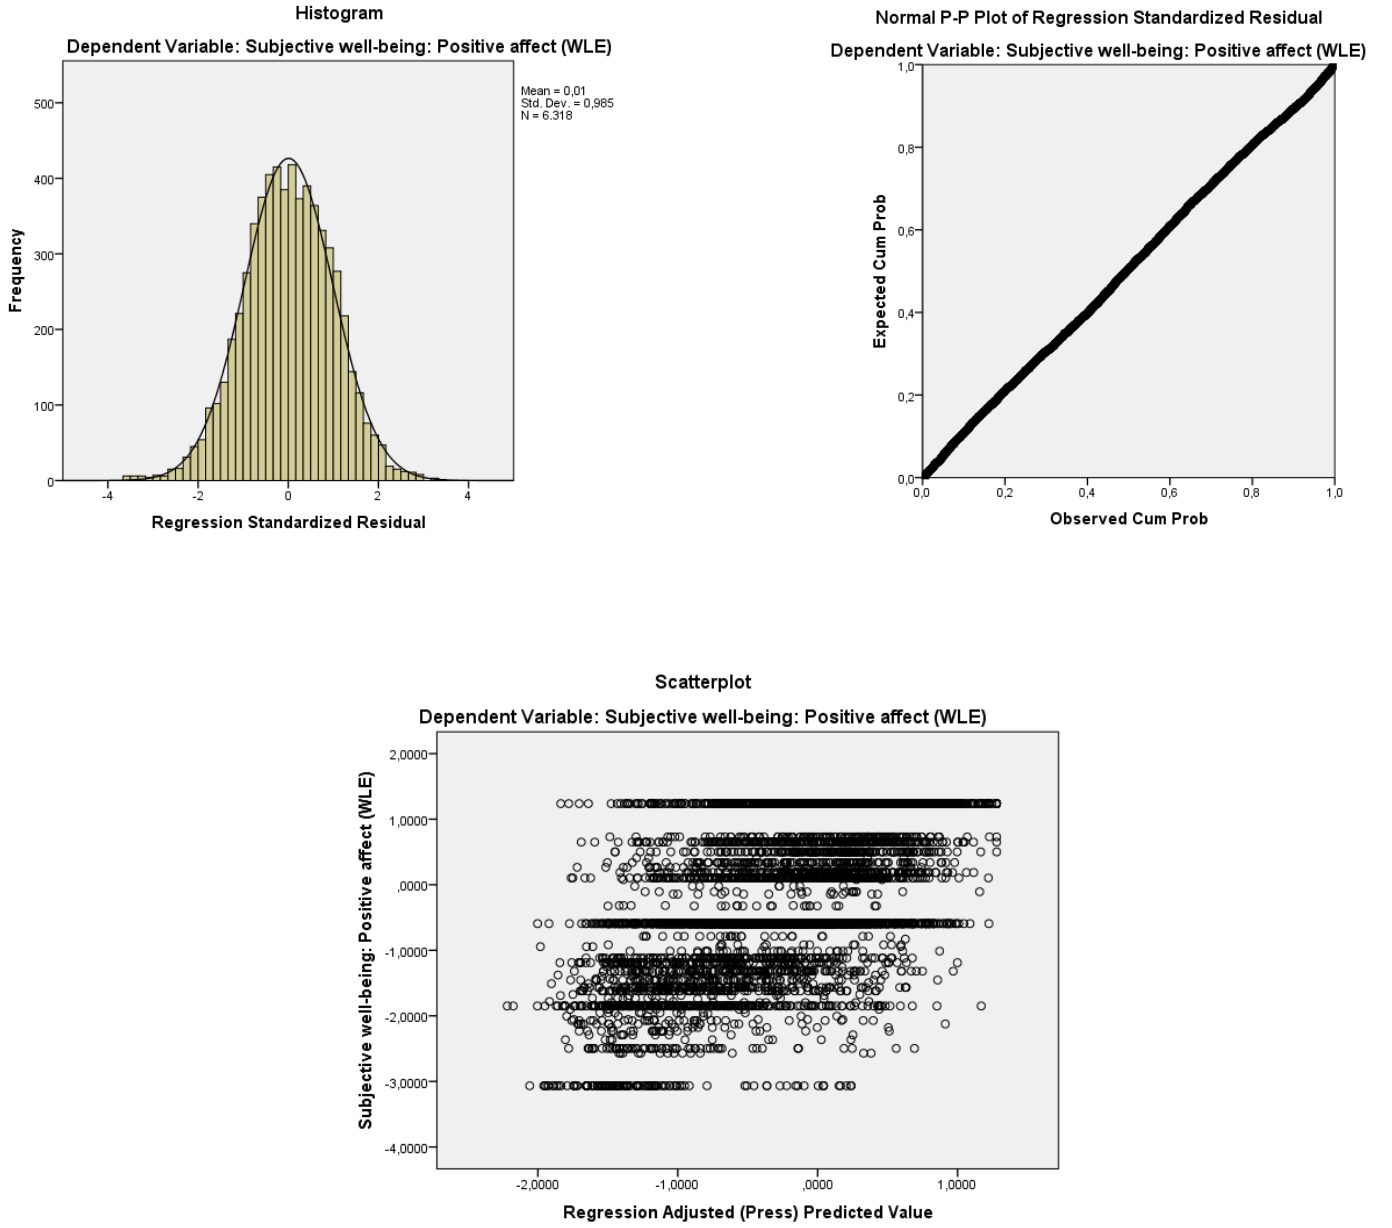 Histogram
Dependent Variable: Subjective well-being: Positive affect (WLE)
Mean = 0,01
Std. Dev. = 0,985
N = 6.318
500
400
300
200
100
0
Frequency
-4 -2 0 2 4
Regression Standardized Residual
Normal P-P Plot of Regression Standardized Residual
Dependent Variable: Subjective well-being: Positive affect (WLE)
1,0
0,8
0,6
0,4
0,2
0,0
Expected Cum Prob
0,0 0,2 0,4 0,6 0,8 1,0
Observed Cum Prob
Scatterplot
Dependent Variable: Subjective well-being: Positive affect (WLE)
2,0000
1,0000
,0000
-1,0000
-2,0000
-3,0000
-4,0000
Subjective well-being: Positive affect (WLE)
-2,0000 -1,0000 ,0000 1,0000
Regression Adjusted (Press) Predicted Value